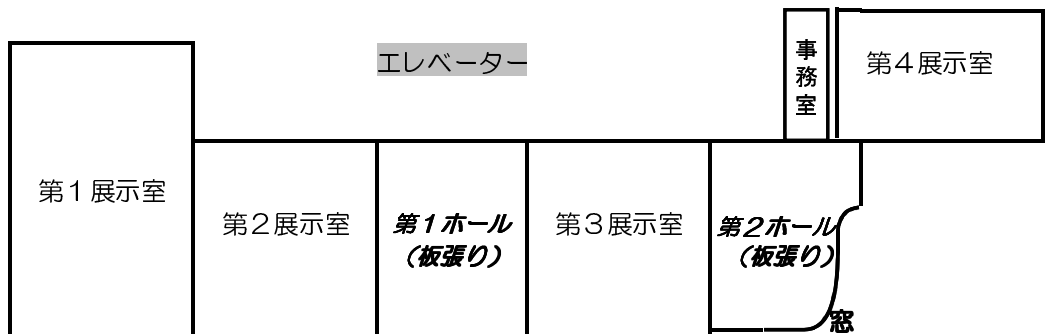 エレベーター
事務室
第４展示室
第１展示室
第２展示室
第１ホール
（板張り）
第３展示室
第２ホール
（板張り）
窓